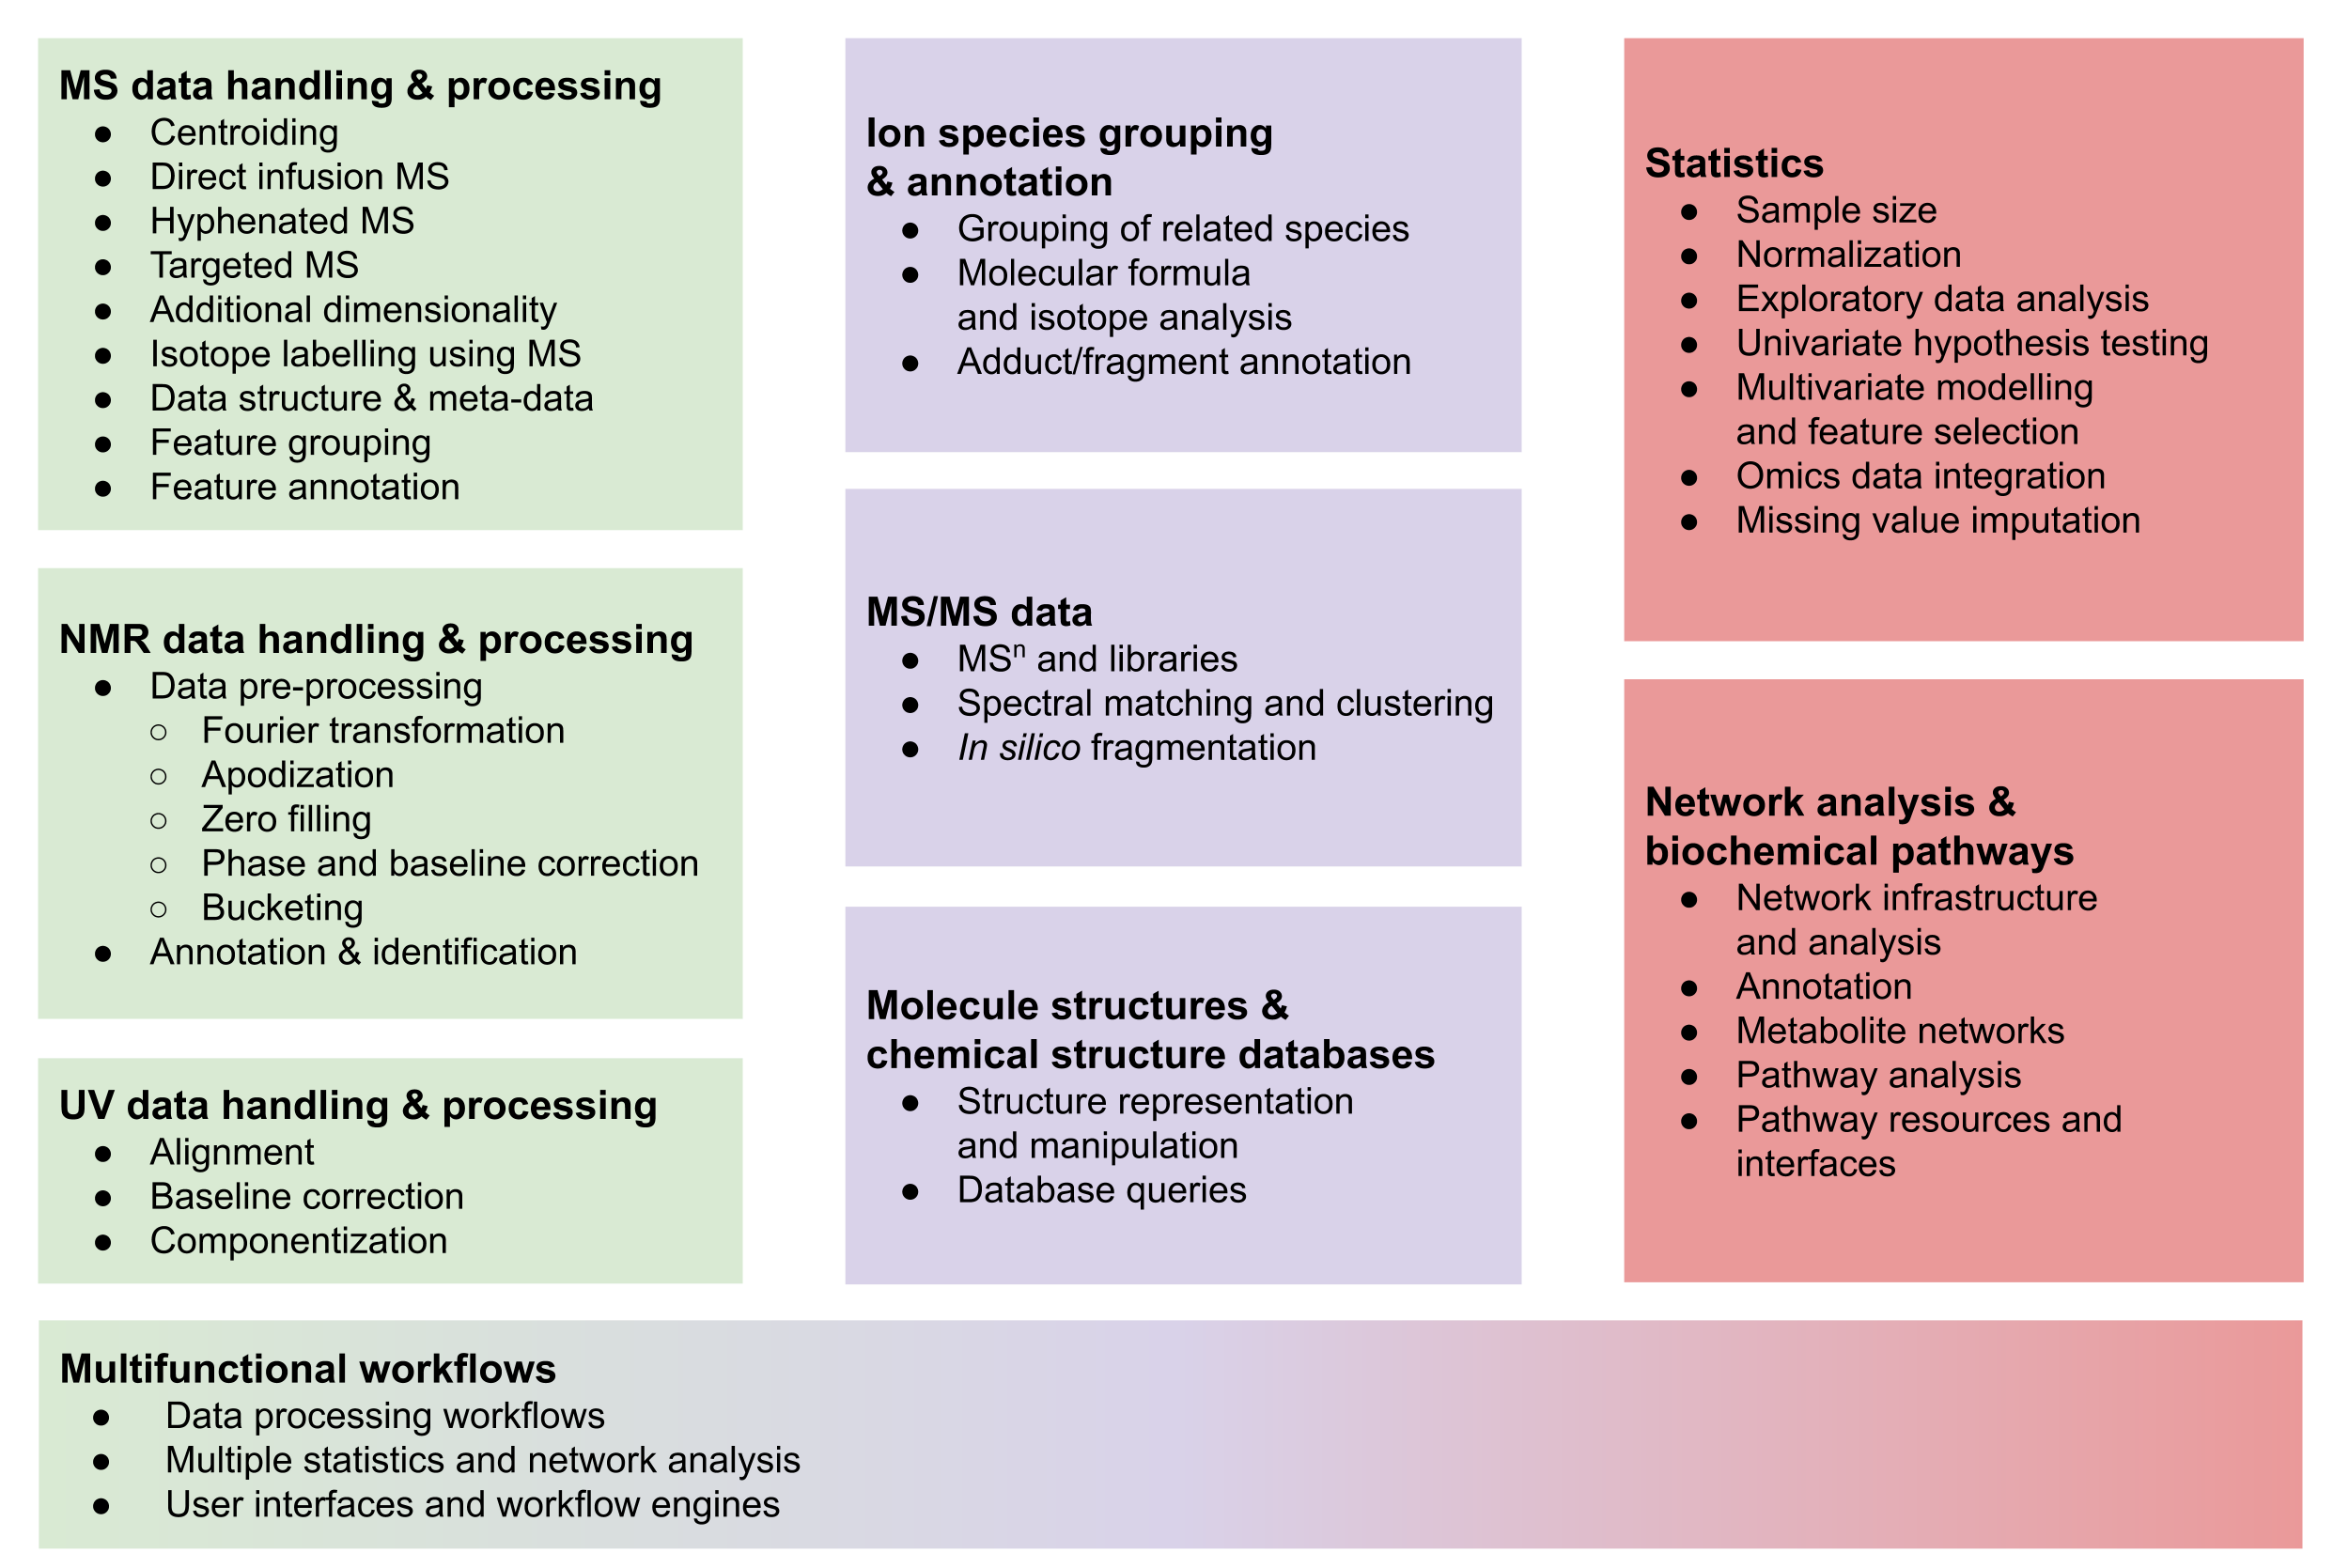 MS data handling & processing
● Centroiding
● Direct infusion MS
● Hyphenated MS
● Targeted MS
● Additional dimensionality
● Isotope labelling using MS
● Data structure & meta-data
● Feature grouping
● Feature annotation
NMR data handling & processing
● Data pre-processing
○ Fourier transformation
○ Apodization
○ Zero filling
○ Phase and baseline correction
○ Bucketing
● Annotation & identification
UV data handling & processing
● Alignment
● Baseline correction
● Componentization
Ion species grouping
& annotation
● Grouping of related species
● Molecular formula
and isotope analysis
● Adduct/fragment annotation
MS/MS data
● MSⁿ and libraries
● Spectral matching and clustering
● In silico fragmentation
Molecule structures &
chemical structure databases
● Structure representation
and manipulation
● Database queries
Statistics
● Sample size
● Normalization
● Exploratory data analysis
● Univariate hypothesis testing
● Multivariate modelling
and feature selection
● Omics data integration
● Missing value imputation
Network analysis &
biochemical pathways
● Network infrastructure
and analysis
● Annotation
● Metabolite networks
● Pathway analysis
● Pathway resources and
interfaces
Multifunctional workflows
● Data processing workflows
● Multiple statistics and network analysis
● User interfaces and workflow engines